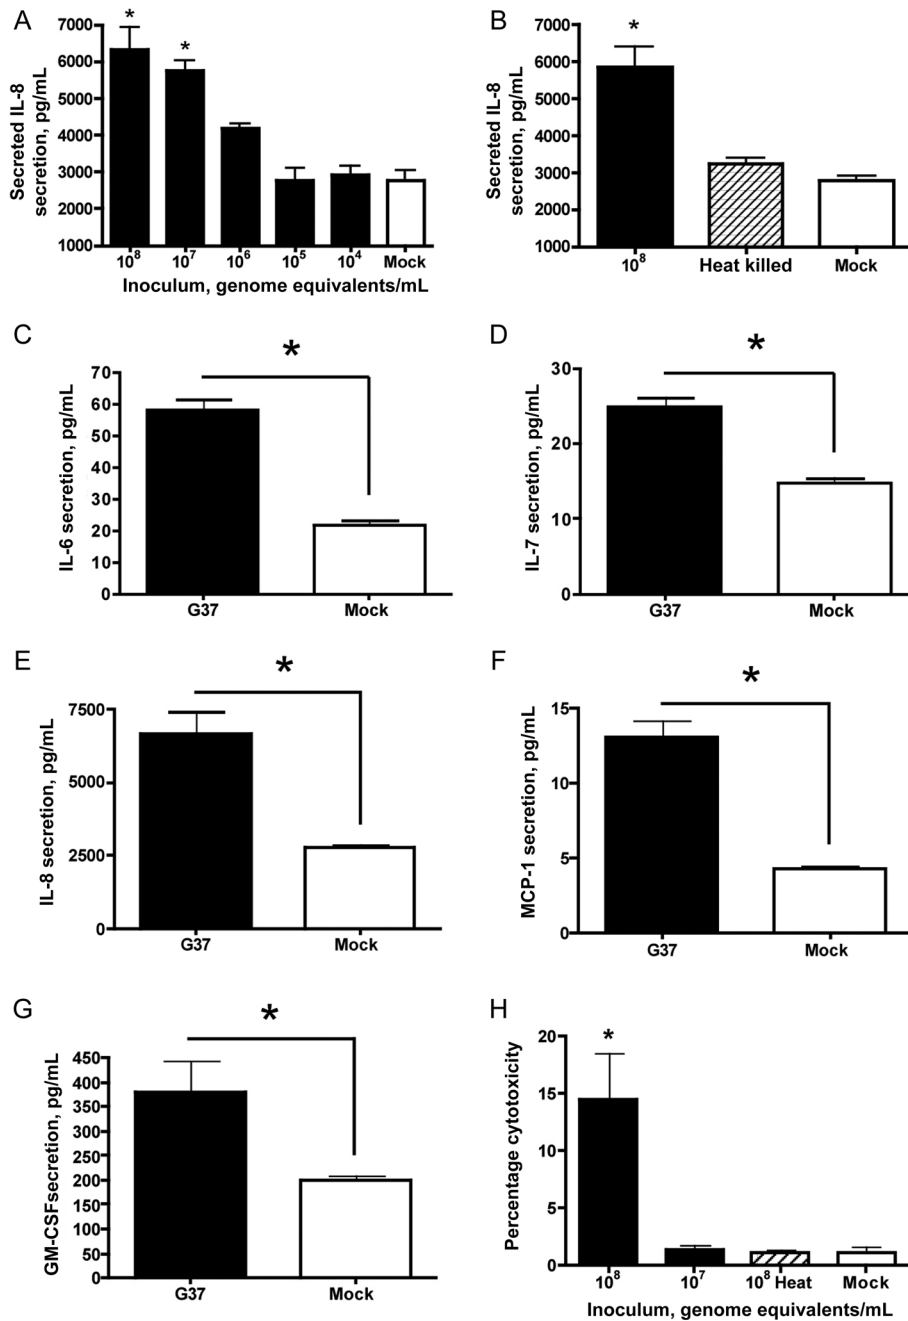 A
Secreted IL-8
secretion, pg/mL
7000
6000
5000
4000
3000
2000
1000
* *
10⁸ 10⁷ 10⁶ 10⁵ 10⁴ Mock
Inoculum, genome equivalents/mL
B
Secreted IL-8
secretion, pg/mL
7000
6000
5000
4000
3000
2000
1000
*
10⁸ Heat killed Mock
C
IL-6 secretion, pg/mL
70
60
50
40
30
20
10
0
*
G37 Mock
D
IL-7 secretion, pg/mL
30
20
10
0
*
G37 Mock
E
IL-8 secretion, pg/mL
7500
5000
2500
0
*
G37 Mock
F
MCP-1 secretion, pg/mL
15
10
5
0
*
G37 Mock
G
GM-CSFsecretion, pg/mL
450
400
350
300
250
200
150
100
50
0
*
G37 Mock
H
Percentage cytotoxicity
20
15
10
5
0
*
10⁸ 10⁷ 10⁸ Heat Mock
Inoculum, genome equivalents/mL